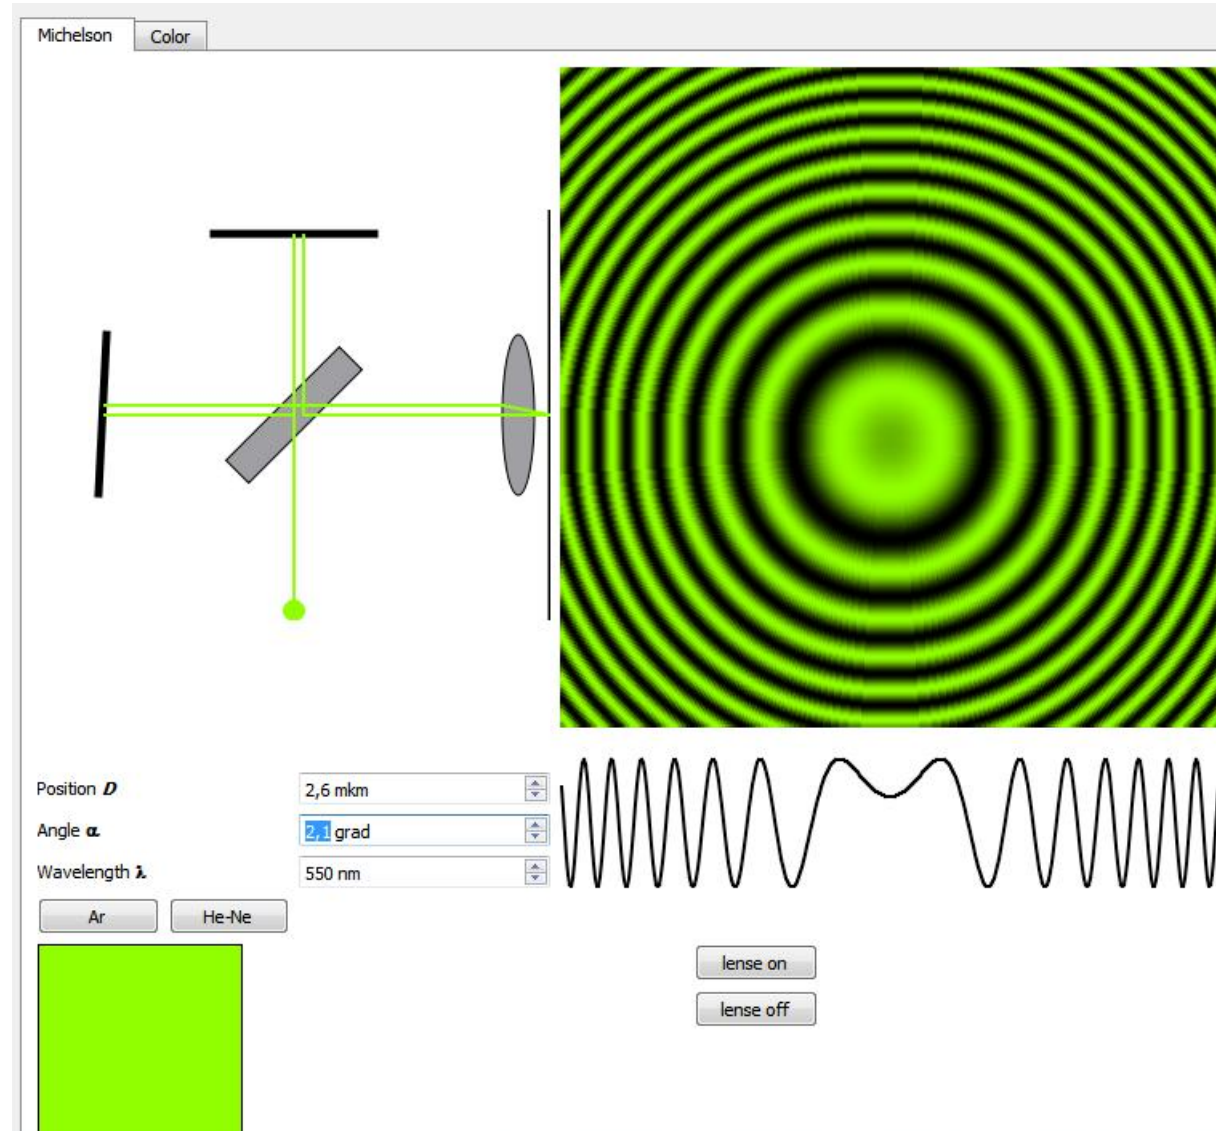 Michelson
Color
Position D 2,6 mkm
Angle α 2,1 grad
Wavelength λ 550 nm
Ar He-Ne
lense on
lense off